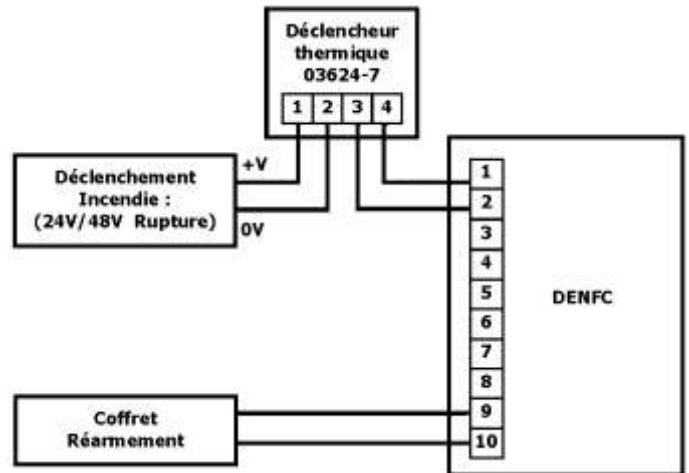 Déclencheur
thermique
03624-7
1 2 3 4
+V
Déclenchement
Incendie :
(24V/48V Rupture)
0V
1
2
3
4
5
6
7
8
9
10
DENFC
Coffret
Réarmement